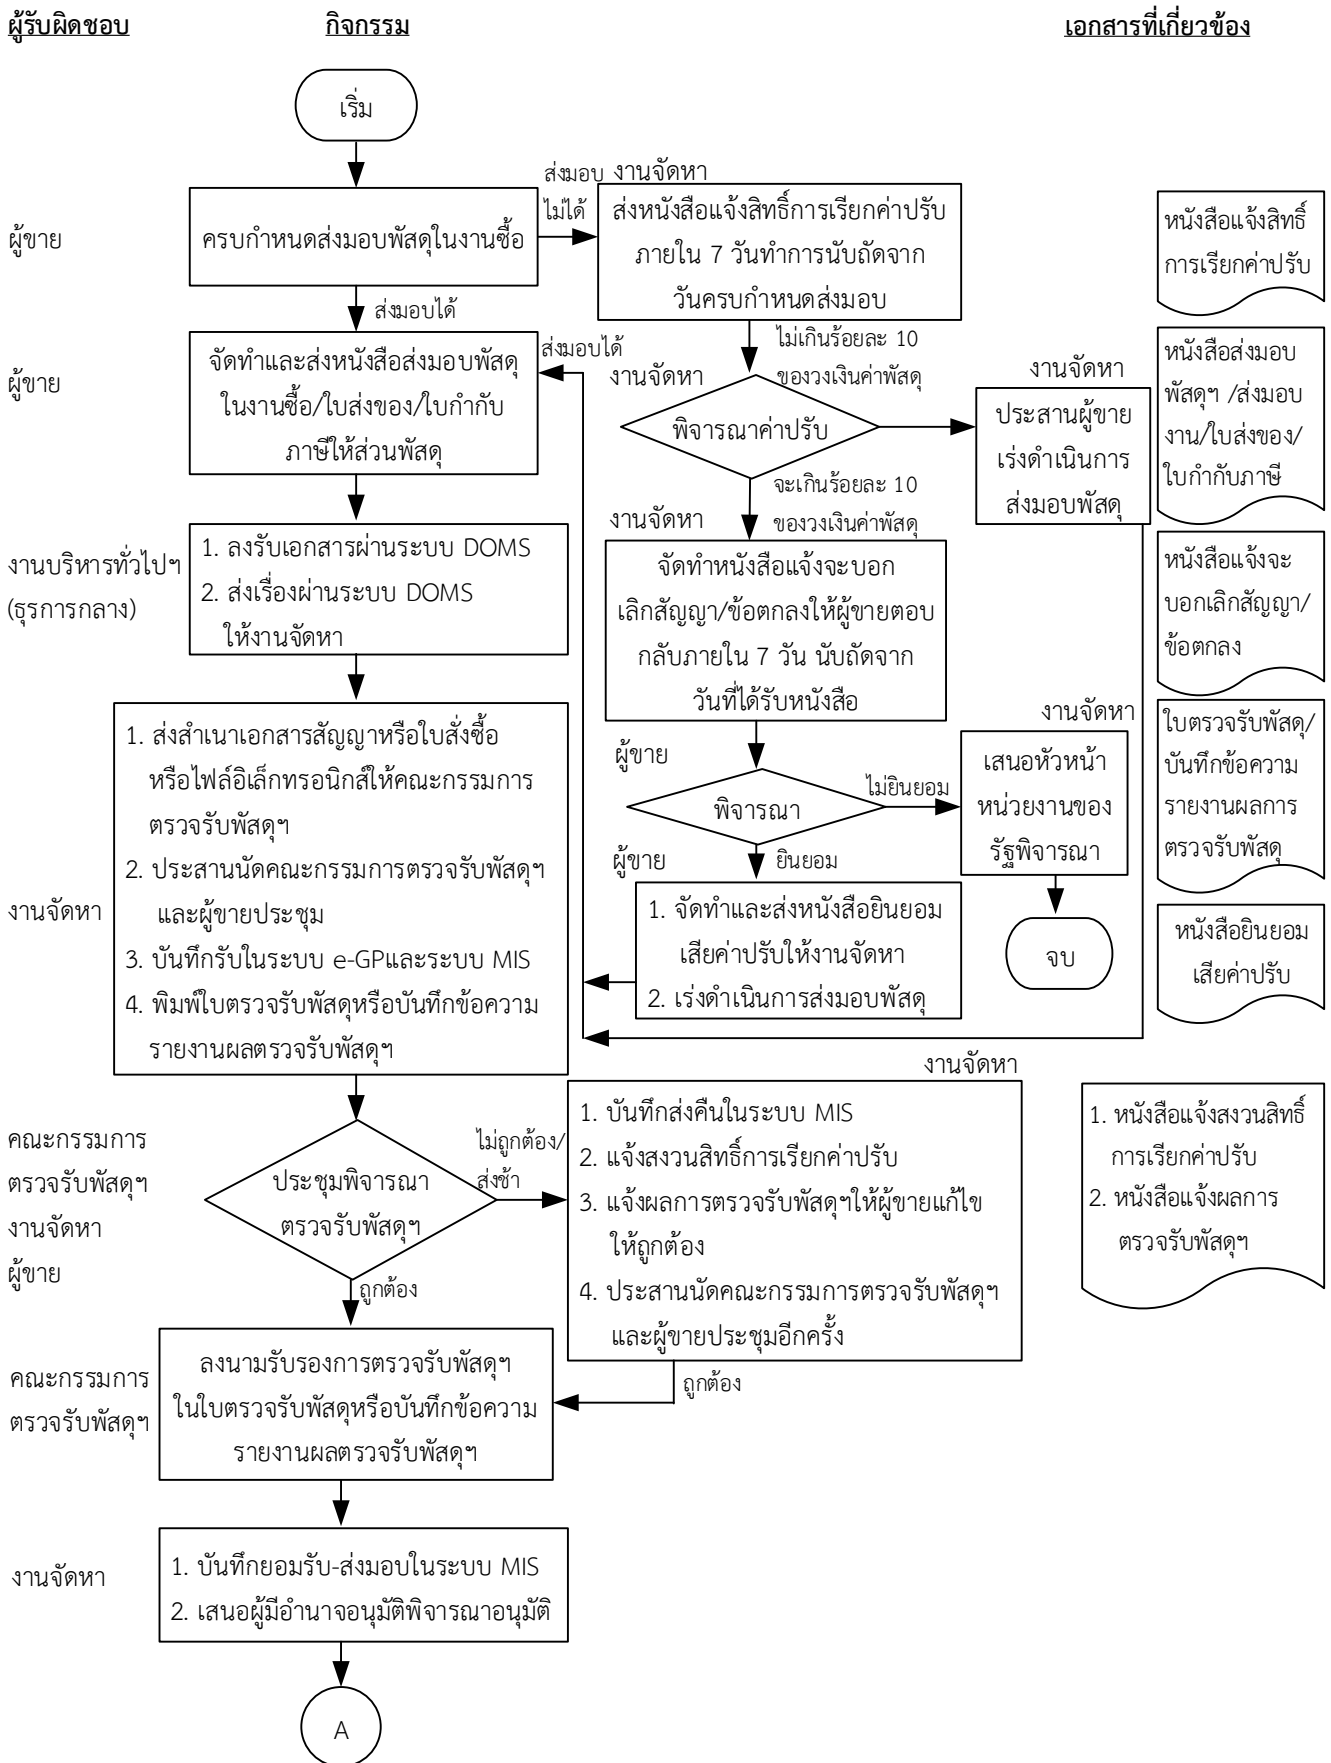 ผู้รับผิดชอบ
กิจกรรม
เอกสารที่เกี่ยวข้อง
เริ่ม
ผู้ขาย
ครบกำหนดส่งมอบพัสดุในงานซื้อ
ส่งมอบ
ไม่ได้
งานจัดหา
ส่งหนังสือแจ้งสิทธิ์การเรียกค่าปรับ
ภายใน 7 วันทำการนับถัดจาก
วันครบกำหนดส่งมอบ
หนังสือแจ้งสิทธิ์
การเรียกค่าปรับ
ส่งมอบได้
ผู้ขาย
จัดทำและส่งหนังสือส่งมอบพัสดุ
ในงานซื้อ/ใบส่งของ/ใบกำกับ
ภาษีให้ส่วนพัสดุ
ส่งมอบได้
ไม่เกินร้อยละ 10
ของวงเงินค่าพัสดุ
งานจัดหา
พิจารณาค่าปรับ
งานจัดหา
ประสานผู้ขาย
เร่งดำเนินการ
ส่งมอบพัสดุ
หนังสือส่งมอบ
พัสดุฯ /ส่งมอบ
งาน/ใบส่งของ/
ใบกำกับภาษี
จะเกินร้อยละ 10
ของวงเงินค่าพัสดุ
งานบริหารทั่วไปฯ
(ธุรการกลาง)
1. ลงรับเอกสารผ่านระบบ DOMS
2. ส่งเรื่องผ่านระบบ DOMS
ให้งานจัดหา
งานจัดหา
จัดทำหนังสือแจ้งจะบอก
เลิกสัญญา/ข้อตกลงให้ผู้ขายตอบ
กลับภายใน 7 วัน นับถัดจาก
วันที่ได้รับหนังสือ
หนังสือแจ้งจะ
บอกเลิกสัญญา/
ข้อตกลง
งานจัดหา
1. ส่งสำเนาเอกสารสัญญาหรือใบสั่งซื้อ
หรือไฟล์อิเล็กทรอนิกส์ให้คณะกรรมการ
ตรวจรับพัสดุฯ
2. ประสานนัดคณะกรรมการตรวจรับพัสดุฯ
และผู้ขายประชุม
3. บันทึกรับในระบบ e-GPและระบบ MIS
4. พิมพ์ใบตรวจรับพัสดุหรือบันทึกข้อความ
รายงานผลตรวจรับพัสดุฯ
ผู้ขาย
พิจารณา
ไม่ยินยอม
งานจัดหา
เสนอหัวหน้า
หน่วยงานของ
รัฐพิจารณา
จบ
ใบตรวจรับพัสดุ/
บันทึกข้อความ
รายงานผลการ
ตรวจรับพัสดุ
ผู้ขาย
ยินยอม
1. จัดทำและส่งหนังสือยินยอม
เสียค่าปรับให้งานจัดหา
2. เร่งดำเนินการส่งมอบพัสดุ
หนังสือยินยอม
เสียค่าปรับ
คณะกรรมการ
ตรวจรับพัสดุฯ
งานจัดหา
ผู้ขาย
ประชุมพิจารณา
ตรวจรับพัสดุฯ
ไม่ถูกต้อง/
ส่งช้า
งานจัดหา
1. บันทึกส่งคืนในระบบ MIS
2. แจ้งสงวนสิทธิ์การเรียกค่าปรับ
3. แจ้งผลการตรวจรับพัสดุฯให้ผู้ขายแก้ไข
ให้ถูกต้อง
4. ประสานนัดคณะกรรมการตรวจรับพัสดุฯ
และผู้ขายประชุมอีกครั้ง
1. หนังสือแจ้งสงวนสิทธิ์
การเรียกค่าปรับ
2. หนังสือแจ้งผลการ
ตรวจรับพัสดุฯ
ถูกต้อง
คณะกรรมการ
ตรวจรับพัสดุฯ
ลงนามรับรองการตรวจรับพัสดุฯ
ในใบตรวจรับพัสดุหรือบันทึกข้อความ
รายงานผลตรวจรับพัสดุฯ
ถูกต้อง
งานจัดหา
1. บันทึกยอมรับ-ส่งมอบในระบบ MIS
2. เสนอผู้มีอำนาจอนุมัติพิจารณาอนุมัติ
A